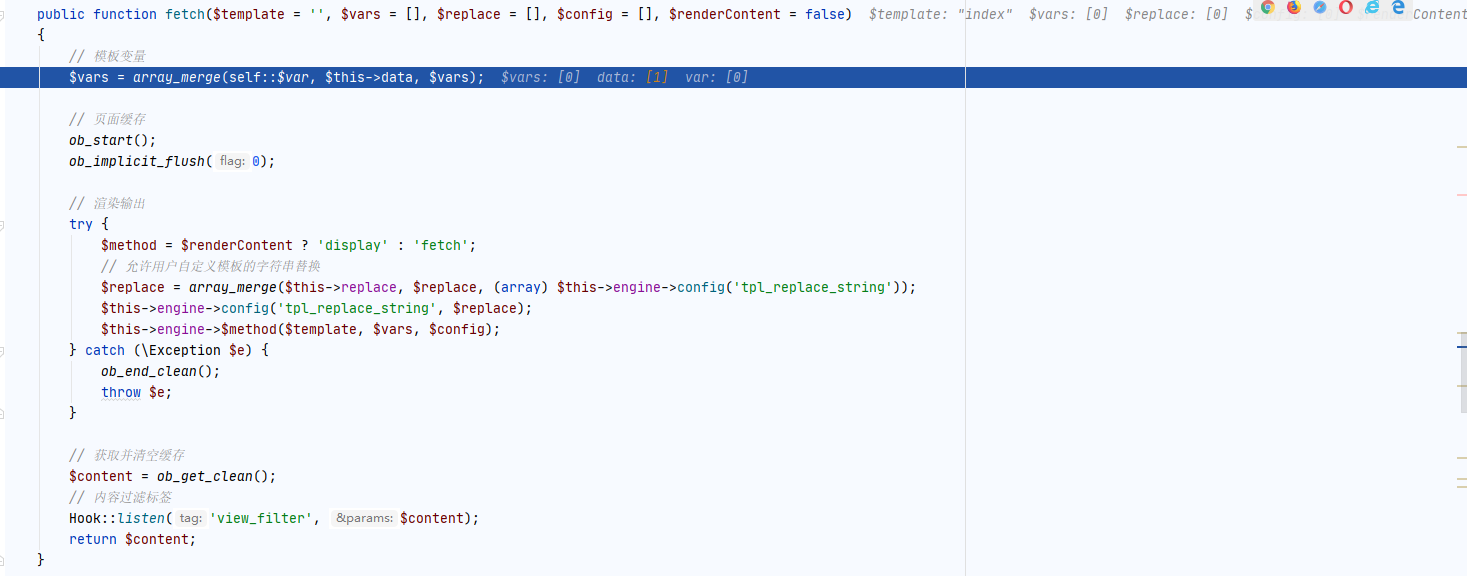 public function fetch($template = '', $vars = [], $replace = [], $config = [], $renderContent = false)  $template: "index"  $vars: [0]  $replace: [0]  $ Content
{
    // 模板变量
    $vars = array_merge(self::$var, $this->data, $vars);  $vars: [0]  data: [1]  var: [0]
    // 页面缓存
    ob_start();
    ob_implicit_flush( flag: 0);
    // 渲染输出
    try {
        $method = $renderContent ? 'display' : 'fetch';
        // 允许用户自定义模板的字符串替换
        $replace = array_merge($this->replace, $replace, (array) $this->engine->config('tpl_replace_string'));
        $this->engine->config('tpl_replace_string', $replace);
        $this->engine->$method($template, $vars, $config);
    } catch (\Exception $e) {
        ob_end_clean();
        throw $e;
    }
    // 获取并清空缓存
    $content = ob_get_clean();
    // 内容过滤标签
    Hook::listen( tag: 'view_filter',  &params: $content);
    return $content;
}